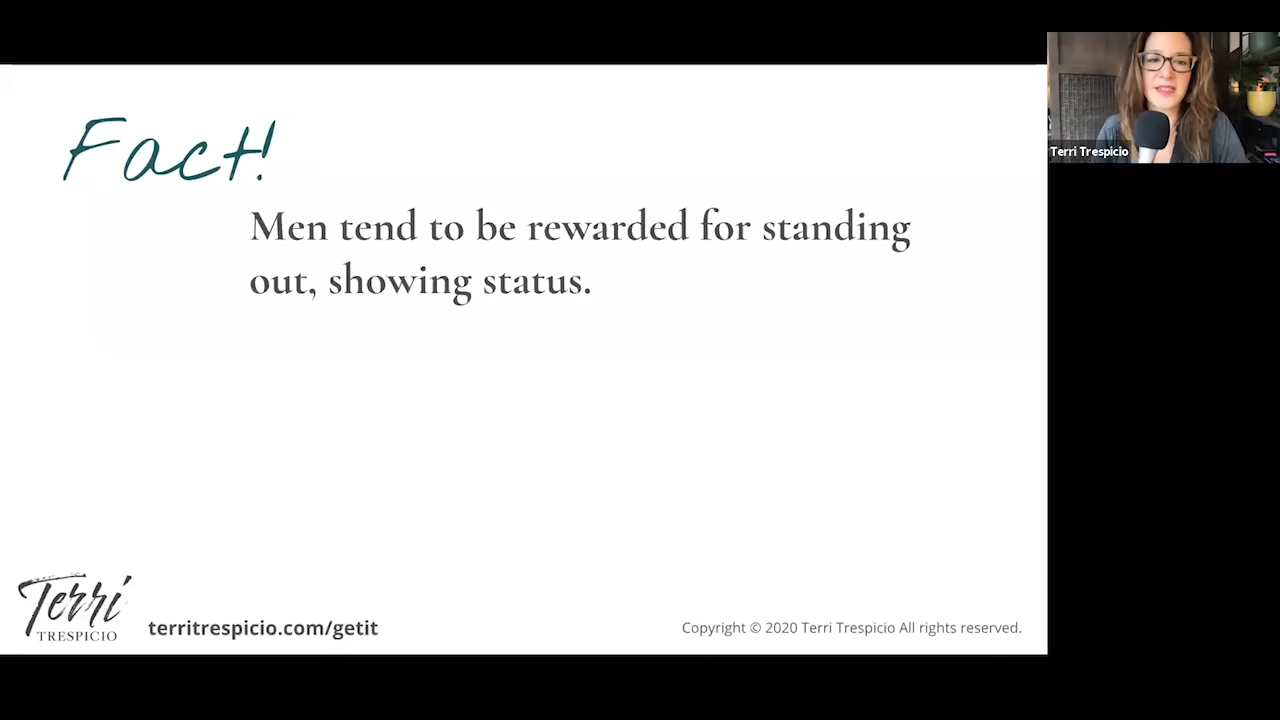 Fact!
Men tend to be rewarded for standing
out, showing status.
Terri Trespicio
Terri
TRESPICIO
territrespicio.com/getit
Copyright © 2020 Terri Trespicio All rights reserved.